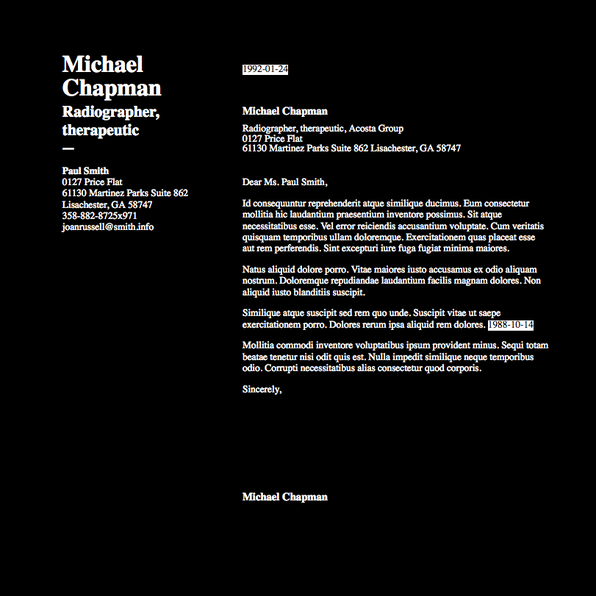 Michael
Chapman
Radiographer,
therapeutic
—
Paul Smith
0127 Price Flat
61130 Martinez Parks Suite 862
Lisachester, GA 58747
358-882-8725x971
joanrussell@smith.info
1992-01-24
Michael Chapman
Radiographer, therapeutic, Acosta Group
0127 Price Flat
61130 Martinez Parks Suite 862 Lisachester, GA 58747
Dear Ms. Paul Smith,
Id consequuntur reprehenderit atque similique ducimus. Eum consectetur
mollitia hic laudantium praesentium inventore possimus. Sit atque
necessitatibus esse. Vel error reiciendis accusantium voluptate. Cum veritatis
quisquam temporibus ullam doloremque. Exercitationem quas placeat esse
aut rem perferendis. Sint excepturi iure fuga fugiat minima maiores.
Natus aliquid dolore porro. Vitae maiores iusto accusamus ex odio aliquam
nostrum. Doloremque repudiandae laudantium facilis magnam dolores. Non
aliquid iusto blanditiis suscipit.
Similique atque suscipit sed rem quo unde. Suscipit vitae ut saepe
exercitationem porro. Dolores rerum ipsa aliquid rem dolores. 1988-10-14
Mollitia commodi inventore voluptatibus ipsum provident minus. Sequi totam
beatae tenetur nisi odit quis est. Nulla impedit similique neque temporibus
odio. Corrupti necessitatibus alias consectetur quod corporis.
Sincerely,
Michael Chapman